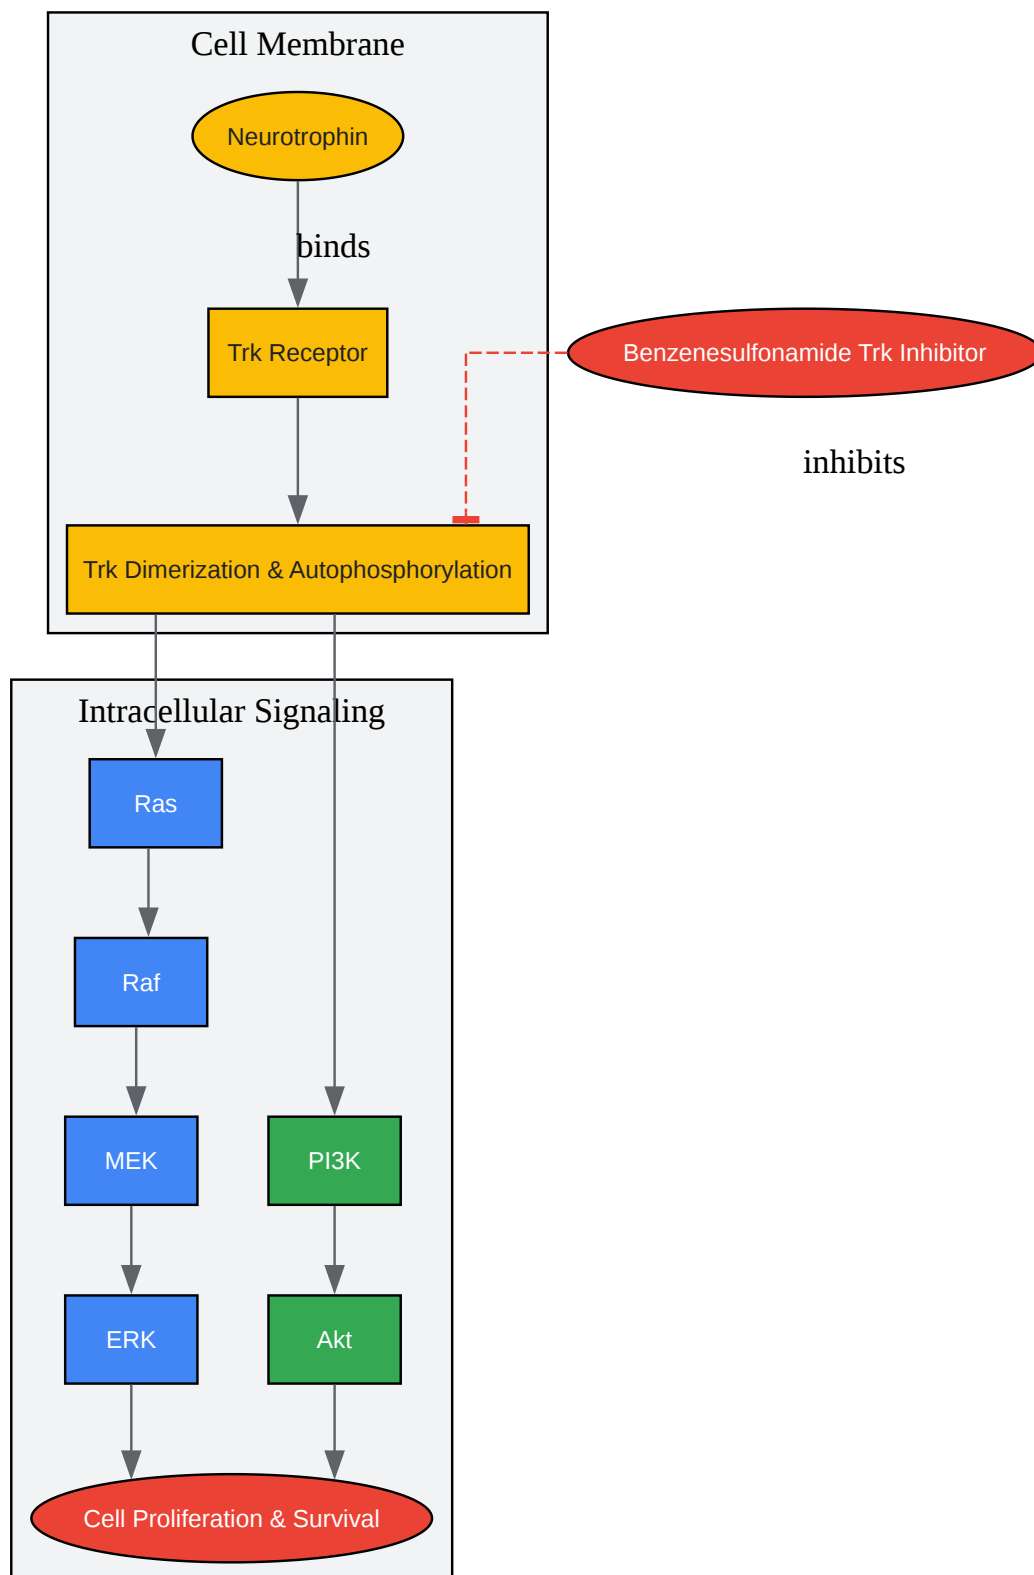 Cell Membrane
Neurotrophin
binds
Trk Receptor
Benzenesulfonamide Trk Inhibitor
inhibits
Trk Dimerization & Autophosphorylation
Intracellular Signaling
Ras
Raf
MEK
PI3K
ERK
Akt
Cell Proliferation & Survival